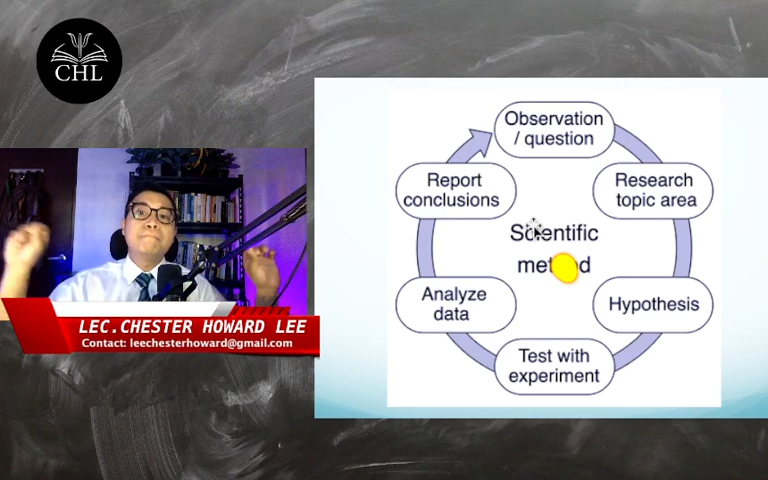 CHL
LEC.CHESTER HOWARD LEE
Contact: leechesterhoward@gmail.com
Observation
/ question
Research
topic area
Hypothesis
Test with
experiment
Analyze
data
Report
conclusions
Scientific